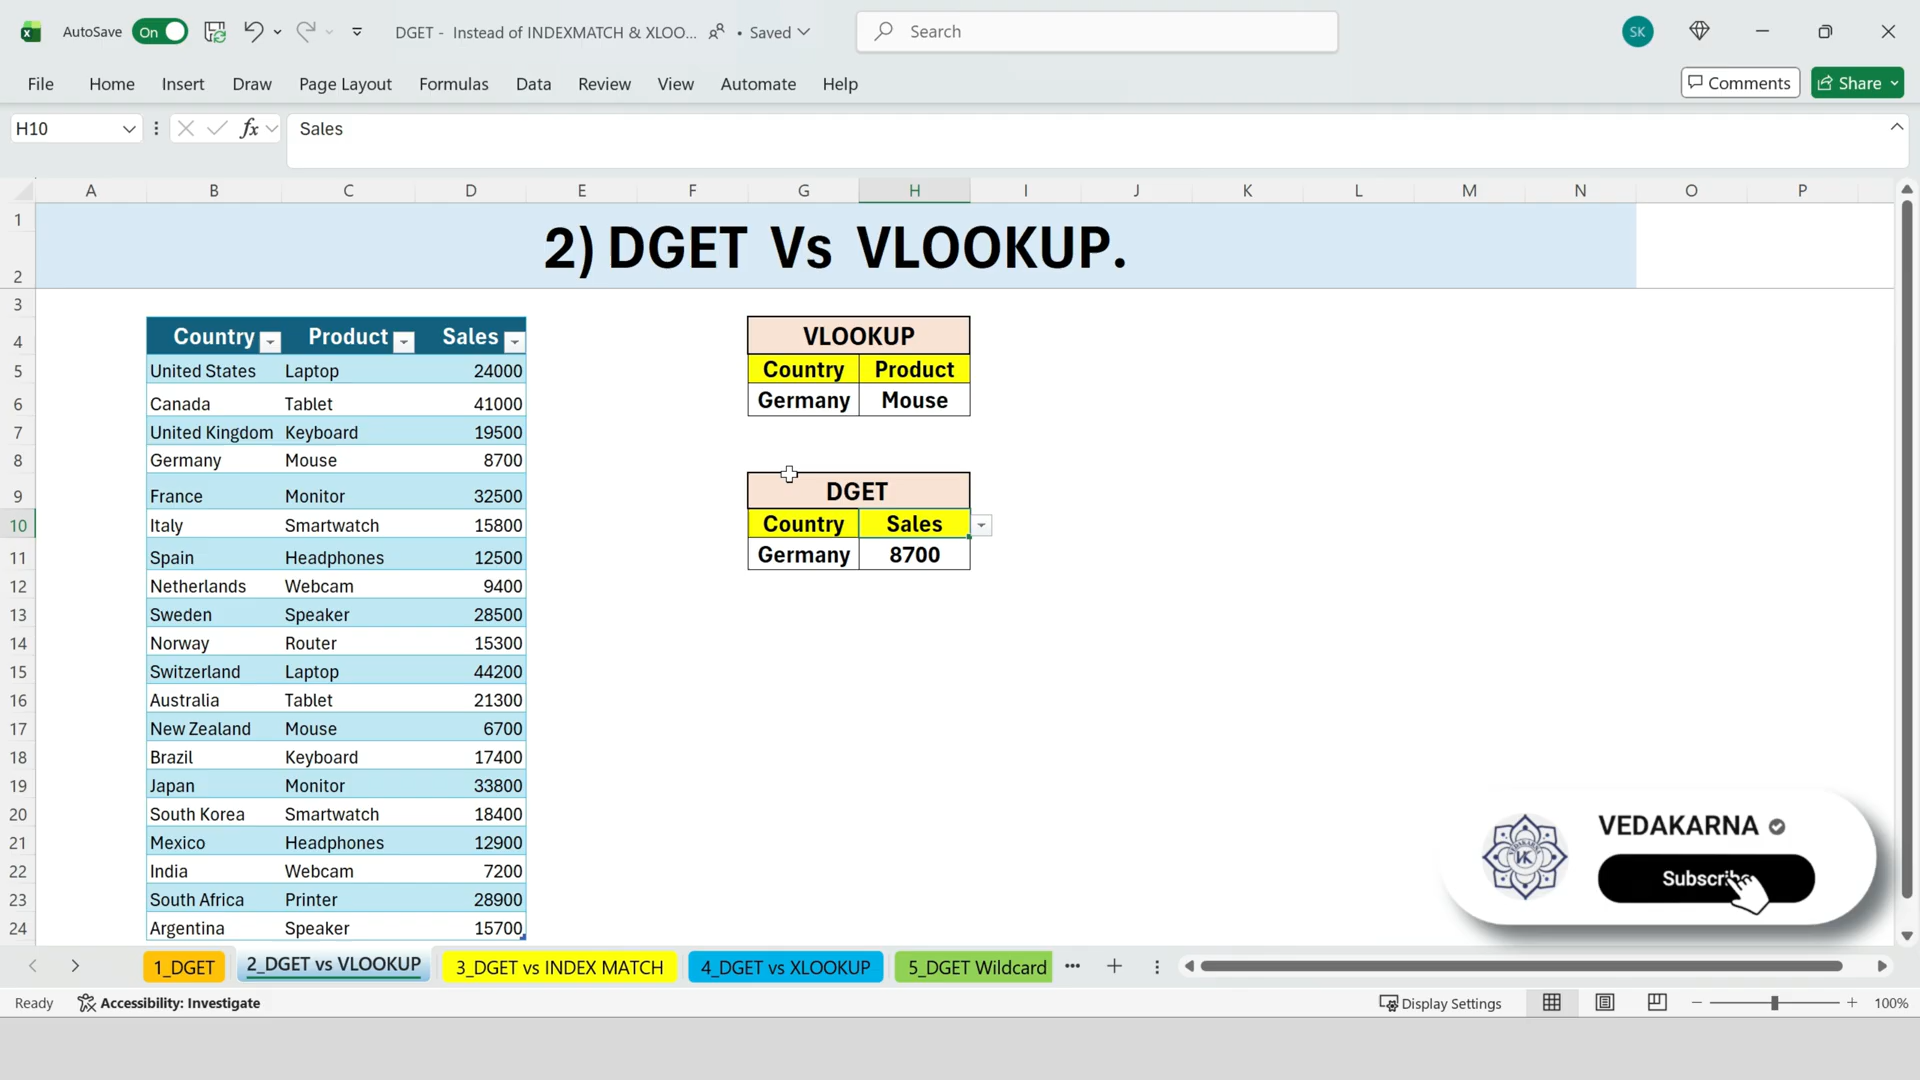 AutoSave On DGET - Instead of INDEXMATCH & XLOO... • Saved Search SK
File Home Insert Draw Page Layout Formulas Data Review View Automate Help Comments Share
H10 fx Sales
A B C D E F G H I J K L M N O P
1
2 2) DGET Vs VLOOKUP.
3
4 Country Product Sales VLOOKUP
5 United States Laptop 24000 Country Product
6 Canada Tablet 41000 Germany Mouse
7 United Kingdom Keyboard 19500
8 Germany Mouse 8700
9 France Monitor 32500 DGET
10 Italy Smartwatch 15800 Country Sales
11 Spain Headphones 12500 Germany 8700
12 Netherlands Webcam 9400
13 Sweden Speaker 28500
14 Norway Router 15300
15 Switzerland Laptop 44200
16 Australia Tablet 21300
17 New Zealand Mouse 6700
18 Brazil Keyboard 17400
19 Japan Monitor 33800
20 South Korea Smartwatch 18400
21 Mexico Headphones 12900
22 India Webcam 7200
23 South Africa Printer 28900
24 Argentina Speaker 15700
VEDAKARNA
VK
Subscribe
1_DGET 2_DGET vs VLOOKUP 3_DGET vs INDEX MATCH 4_DGET vs XLOOKUP 5_DGET Wildcard ... +
Ready Accessibility: Investigate Display Settings − + 100%